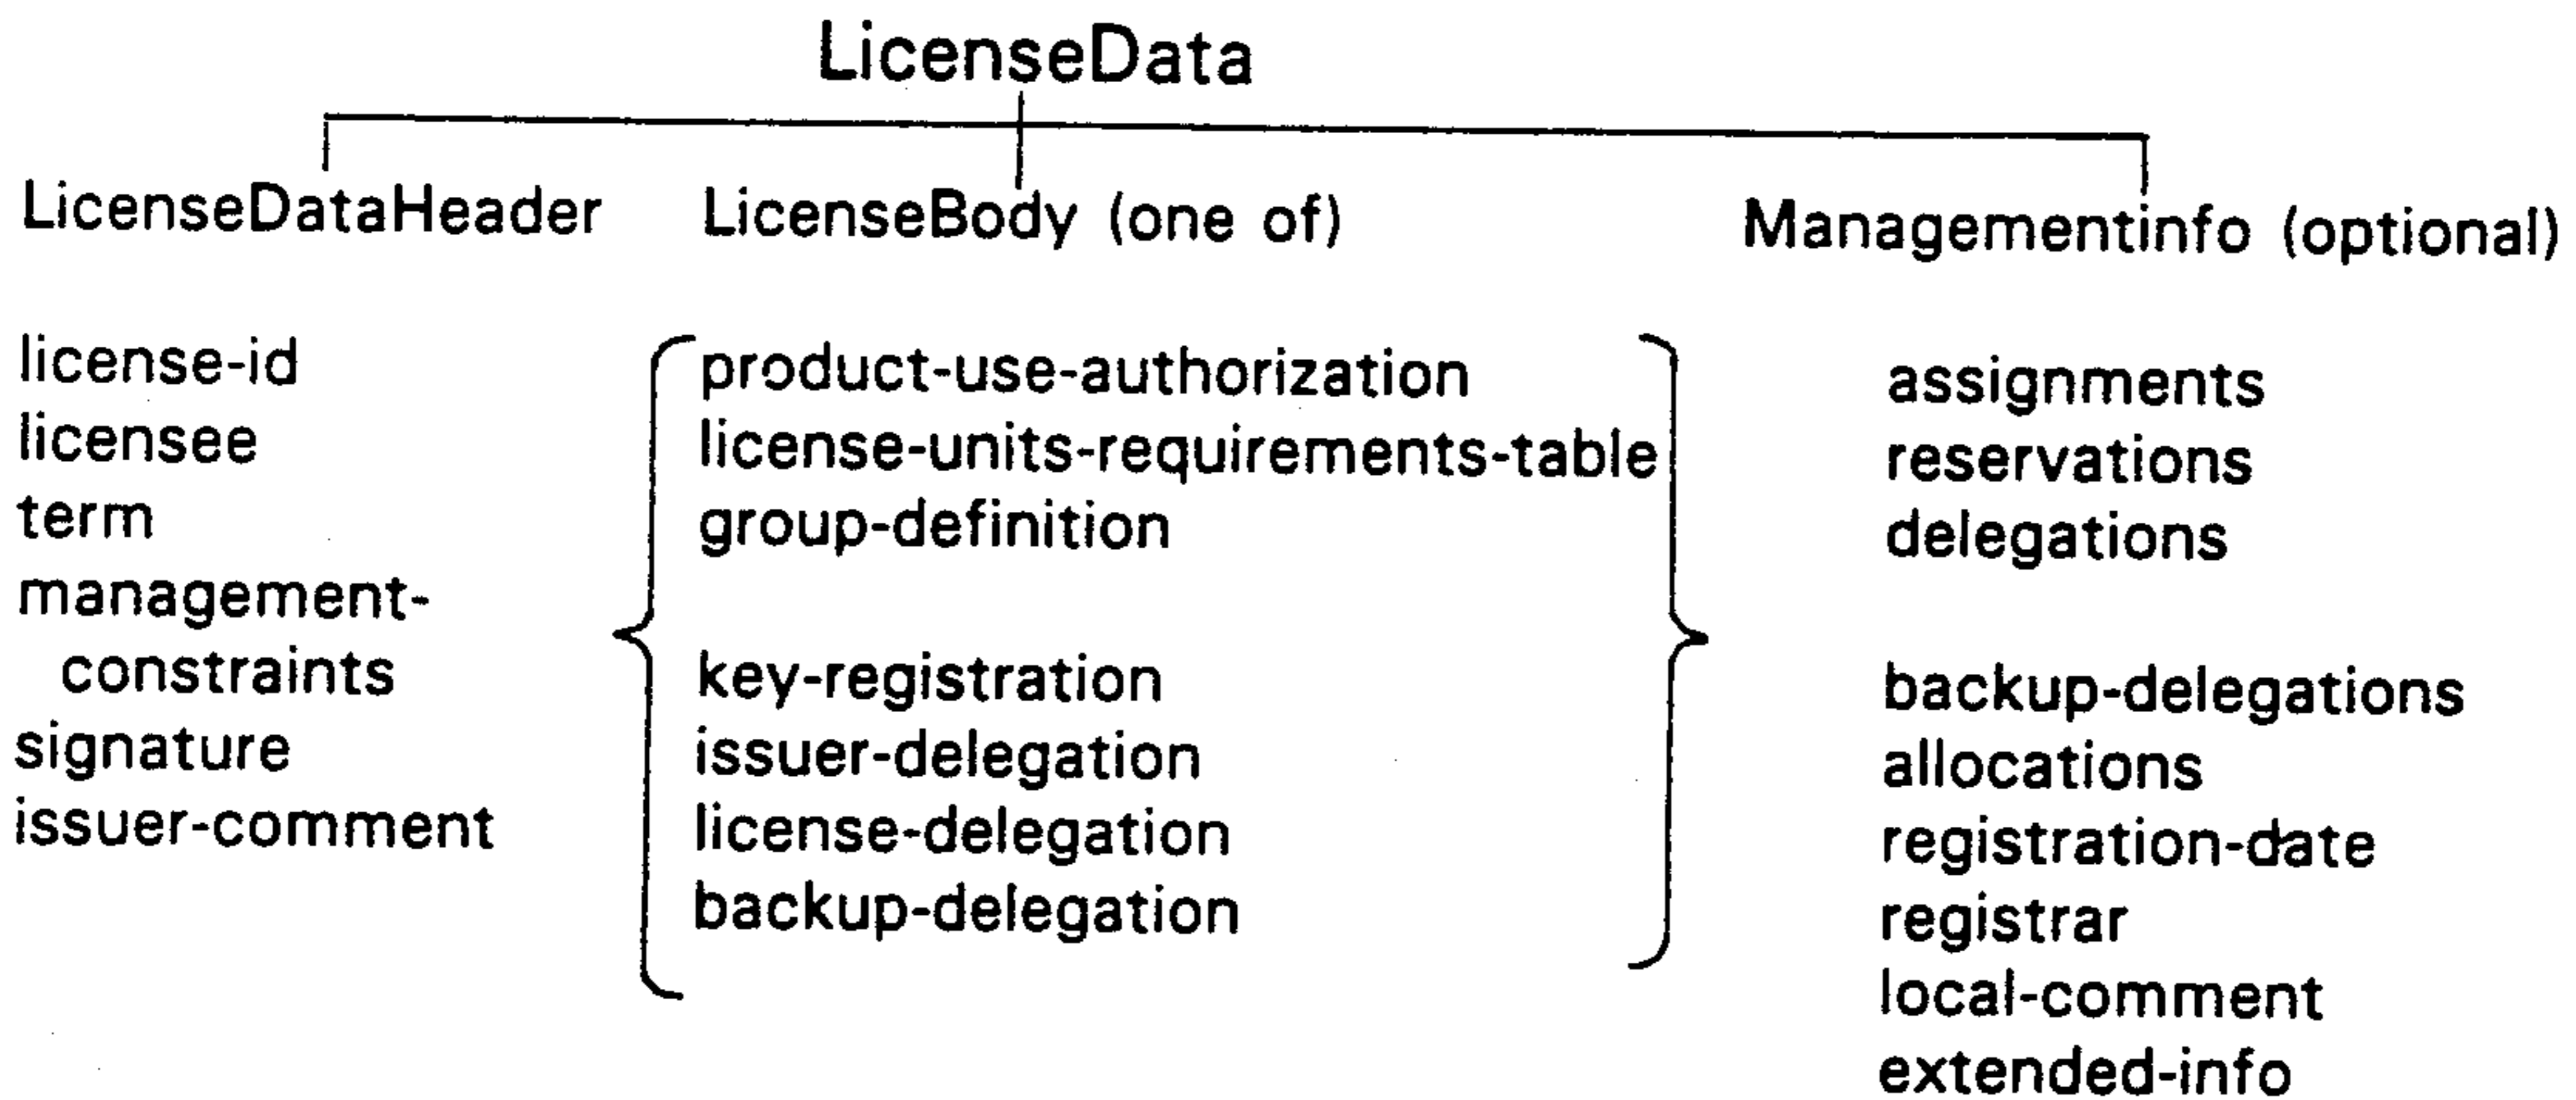 LicenseData
LicenseDataHeader
LicenseBody (one of)
Managementinfo (optional)
license-id
licensee
term
management-
constraints
signature
issuer-comment
product-use-authorization
license-units-requirements-table
group-definition
key-registration
issuer-delegation
license-delegation
backup-delegation
assignments
reservations
delegations
backup-delegations
allocations
registration-date
registrar
local-comment
extended-info